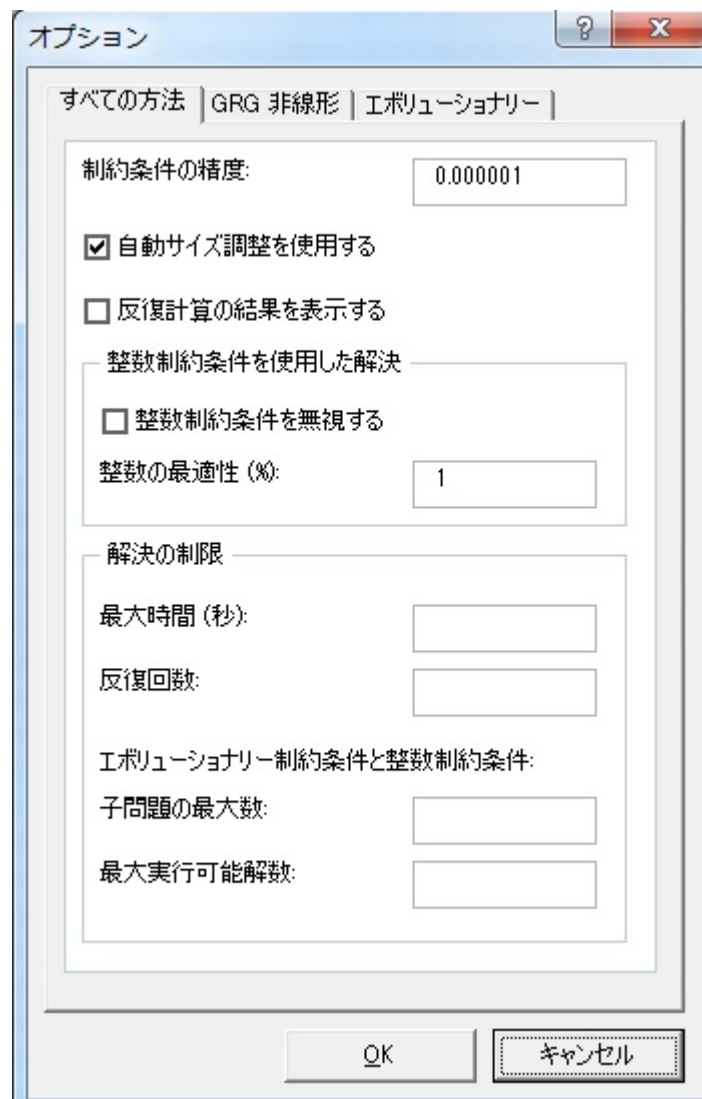 オプション
すべての方法 GRG 非線形 エボリューショナリー
制約条件の精度: 0.000001
自動サイズ調整を使用する
反復計算の結果を表示する
整数制約条件を使用した解決
整数制約条件を無視する
整数の最適性 (%): 1
解決の制限
最大時間 (秒):
反復回数:
エボリューショナリー制約条件と整数制約条件:
子問題の最大数:
最大実行可能解数:
OK キャンセル